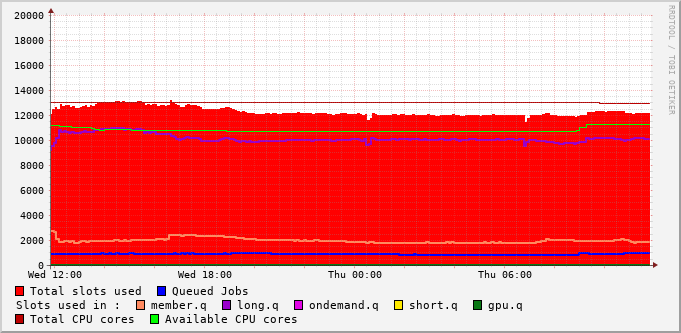 RRDTOOL / TOBI OETIKER
20000
18000
16000
14000
12000
10000
8000
6000
4000
2000
0
Wed 12:00 Wed 18:00 Thu 00:00 Thu 06:00
Total slots used Queued Jobs
Slots used in : member.q long.q ondemand.q short.q gpu.q
Total CPU cores Available CPU cores